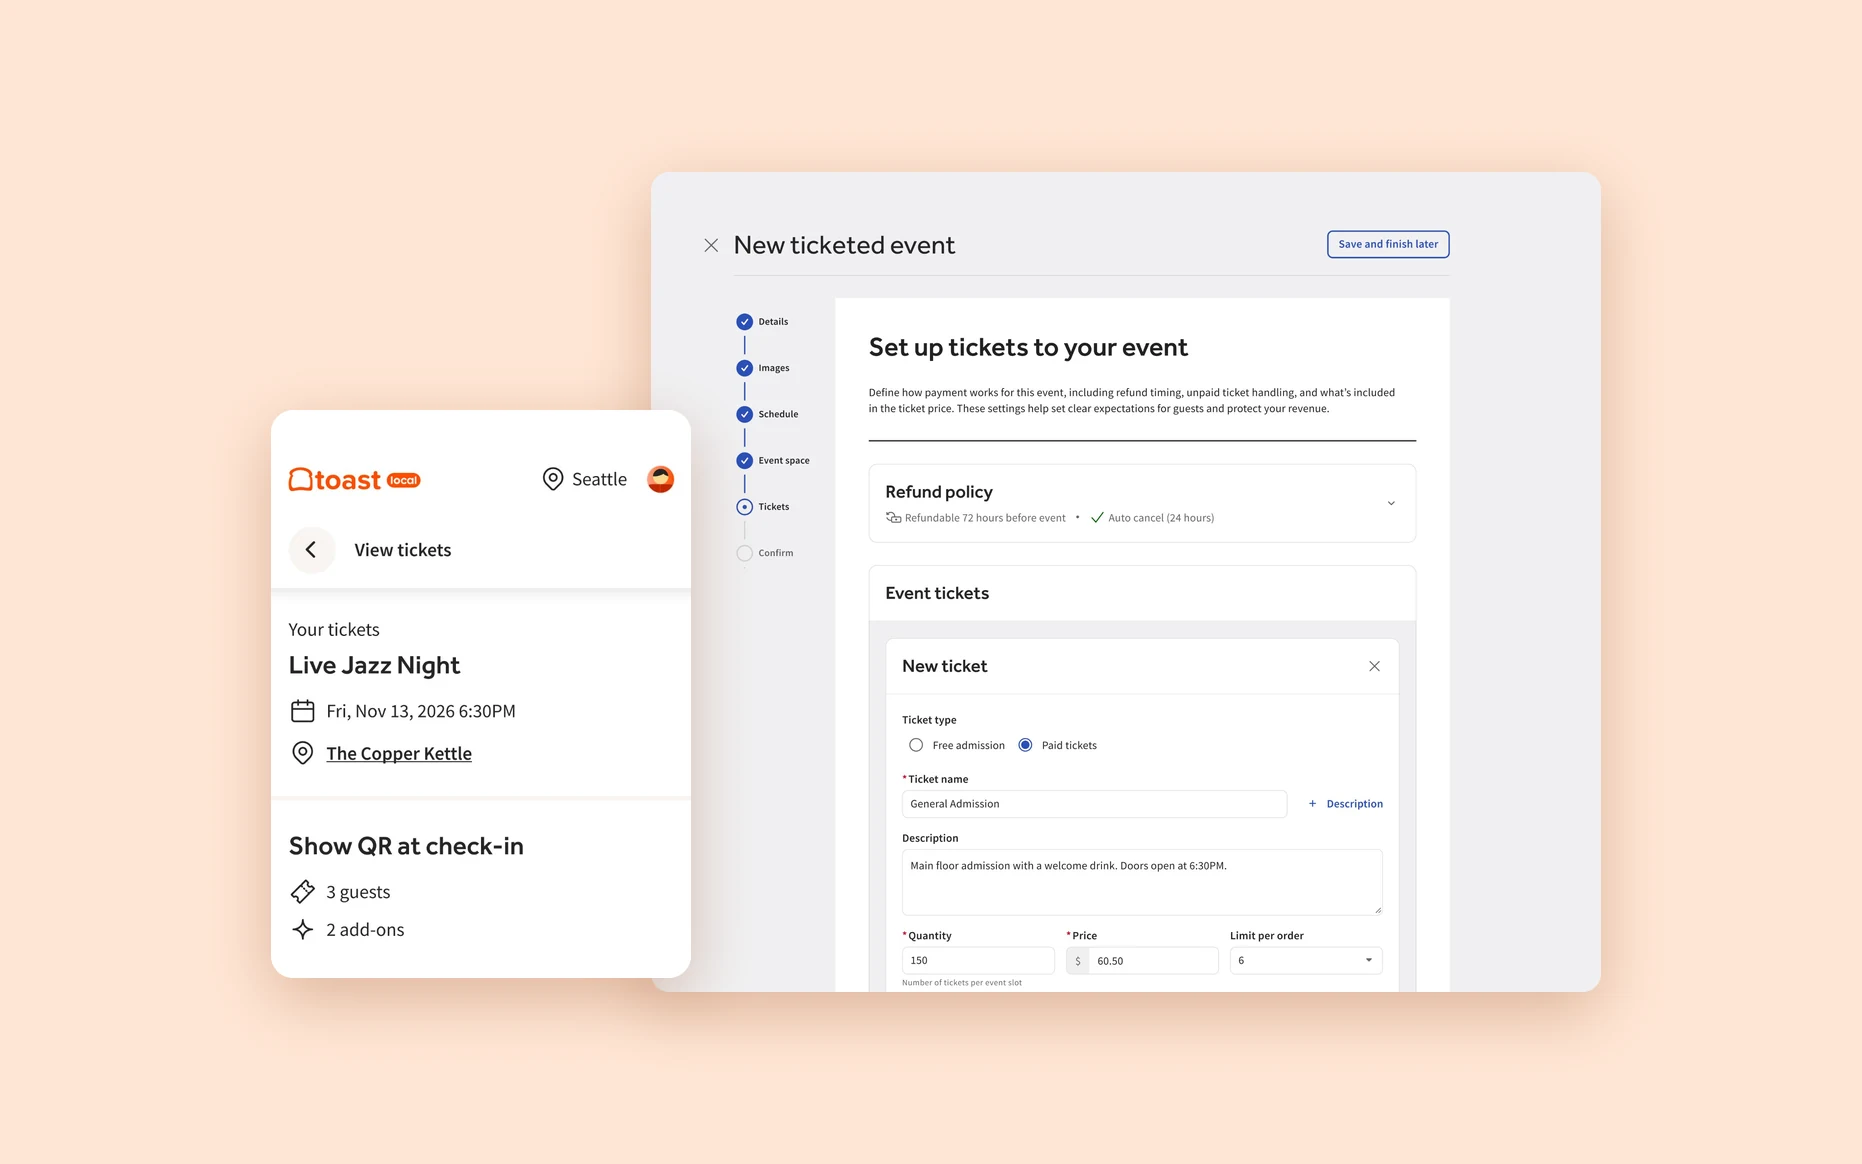 toast local
Seattle
View tickets
Your tickets
Live Jazz Night
Fri, Nov 13, 2026 6:30PM
The Copper Kettle
Show QR at check-in
3 guests
2 add-ons
New ticketed event
Save and finish later
Details
Images
Schedule
Event space
Tickets
Confirm
Set up tickets to your event
Define how payment works for this event, including refund timing, unpaid ticket handling, and what's included
in the ticket price. These settings help set clear expectations for guests and protect your revenue.
Refund policy
Refundable 72 hours before event • Auto cancel (24 hours)
Event tickets
New ticket
Ticket type
Free admission Paid tickets
* Ticket name
General Admission
+ Description
Description
Main floor admission with a welcome drink. Doors open at 6:30PM.
* Quantity * Price Limit per order
150 $ 60.50 6
Number of tickets per event slot